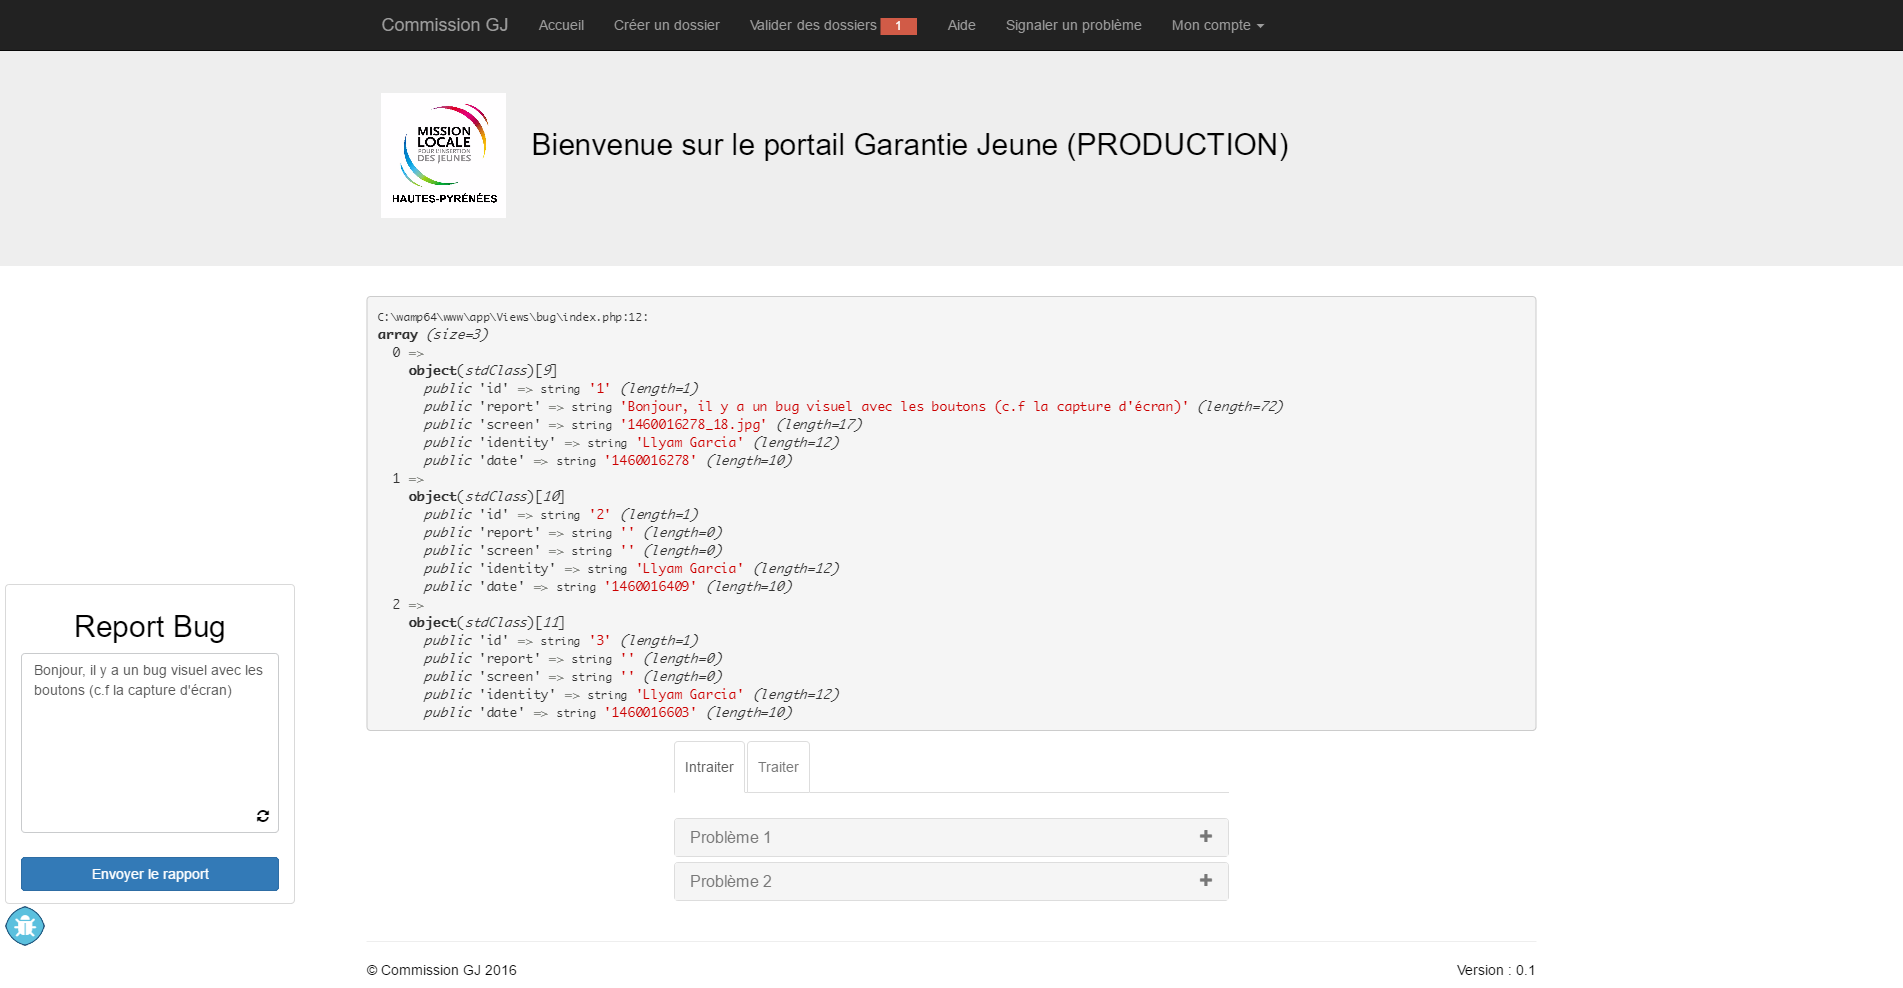 Commission GJ Accueil Créer un dossier Valider des dossiers 1 Aide Signaler un problème Mon compte
MISSION
LOCALE
POUR L'INSERTION
DES JEUNES
HAUTES-PYRÉNÉES
Bienvenue sur le portail Garantie Jeune (PRODUCTION)
C:\wamp64\www\app\Views\bug\index.php:12:
array (size=3)
0 =>
object(stdClass)[9]
public 'id' => string '1' (length=1)
public 'report' => string 'Bonjour, il y a un bug visuel avec les boutons (c.f la capture d'écran)' (length=72)
public 'screen' => string '1460016278_18.jpg' (length=17)
public 'identity' => string 'Llyam Garcia' (length=12)
public 'date' => string '1460016278' (length=10)
1 =>
object(stdClass)[10]
public 'id' => string '2' (length=1)
public 'report' => string '' (length=0)
public 'screen' => string '' (length=0)
public 'identity' => string 'Llyam Garcia' (length=12)
public 'date' => string '1460016409' (length=10)
2 =>
object(stdClass)[11]
public 'id' => string '3' (length=1)
public 'report' => string '' (length=0)
public 'screen' => string '' (length=0)
public 'identity' => string 'Llyam Garcia' (length=12)
public 'date' => string '1460016603' (length=10)
Report Bug
Bonjour, il y a un bug visuel avec les
boutons (c.f la capture d'écran)
Envoyer le rapport
Intraiter Traiter
Problème 1
Problème 2
© Commission GJ 2016 Version : 0.1